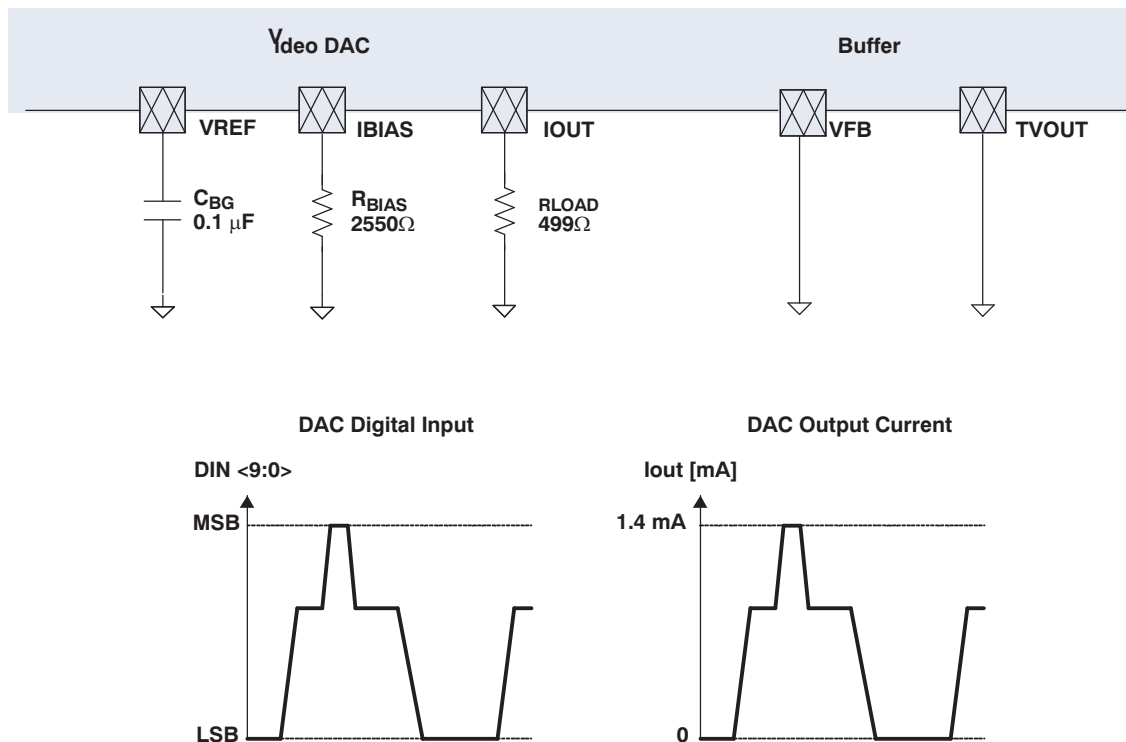 Video DAC
Buffer
VREF
IBIAS
IOUT
VFB
TVOUT
CBG
0.1 μF
RBIAS
2550Ω
RLOAD
499Ω
DAC Digital Input
DAC Output Current
DIN <9:0>
Iout [mA]
MSB
1.4 mA
LSB
0